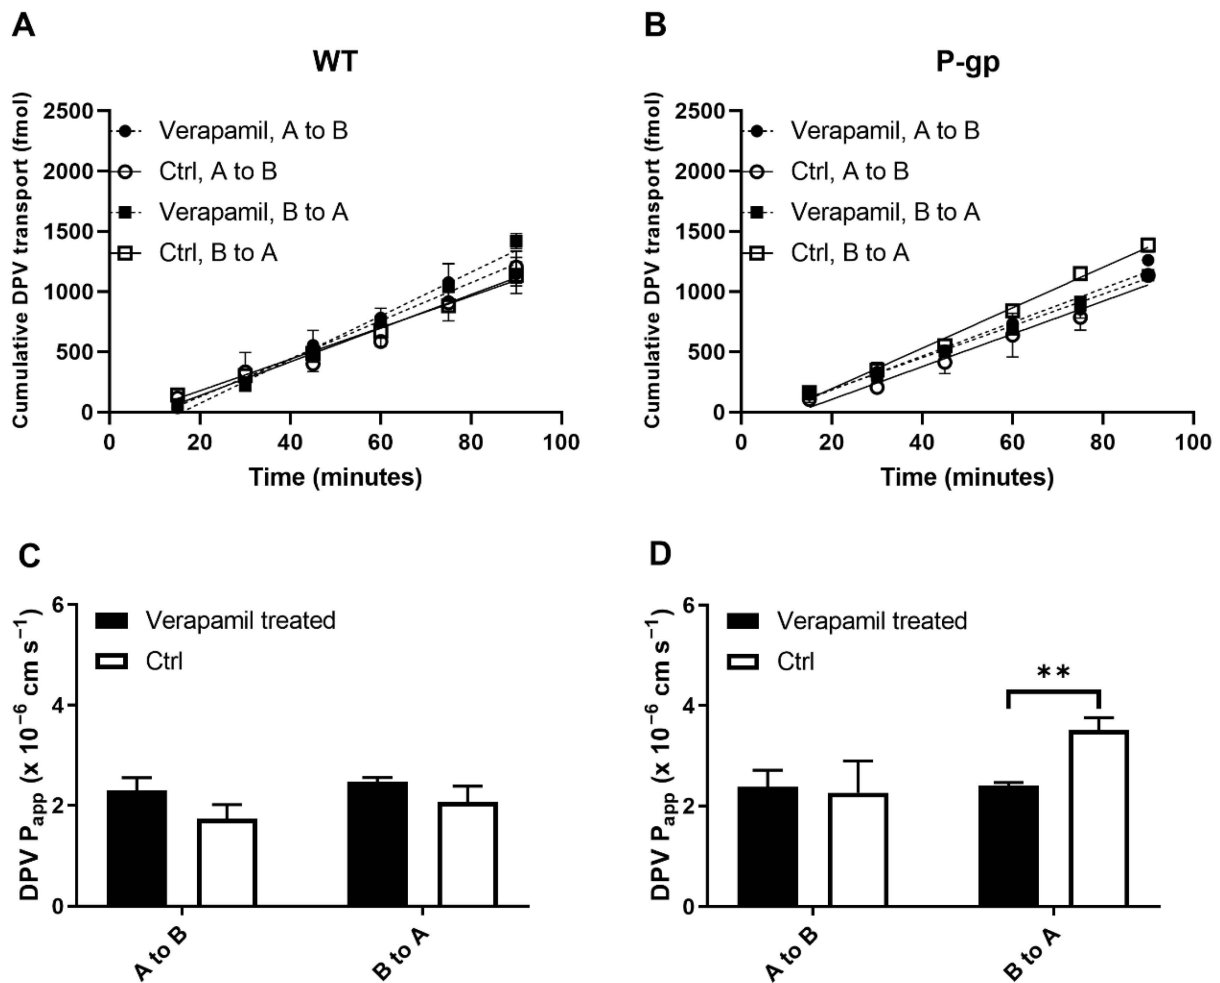 A
WT
Cumulative DPV transport (fmol)
2500
2000
1500
1000
500
0
Verapamil, A to B
Ctrl, A to B
Verapamil, B to A
Ctrl, B to A
0 20 40 60 80 100
Time (minutes)
B
P-gp
Cumulative DPV transport (fmol)
2500
2000
1500
1000
500
0
Verapamil, A to B
Ctrl, A to B
Verapamil, B to A
Ctrl, B to A
0 20 40 60 80 100
Time (minutes)
C
DPV Papp (x 10⁻⁶ cm s⁻¹)
6
4
2
0
Verapamil treated
Ctrl
A to B
B to A
D
DPV Papp (x 10⁻⁶ cm s⁻¹)
6
4
2
0
Verapamil treated
Ctrl
**
A to B
B to A